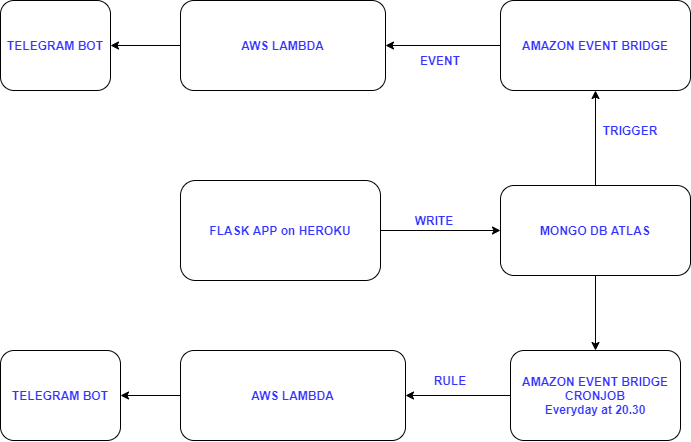 TELEGRAM BOT
AWS LAMBDA
AMAZON EVENT BRIDGE
EVENT
TRIGGER
FLASK APP on HEROKU
WRITE
MONGO DB ATLAS
TELEGRAM BOT
AWS LAMBDA
RULE
AMAZON EVENT BRIDGE
CRONJOB
Everyday at 20.30